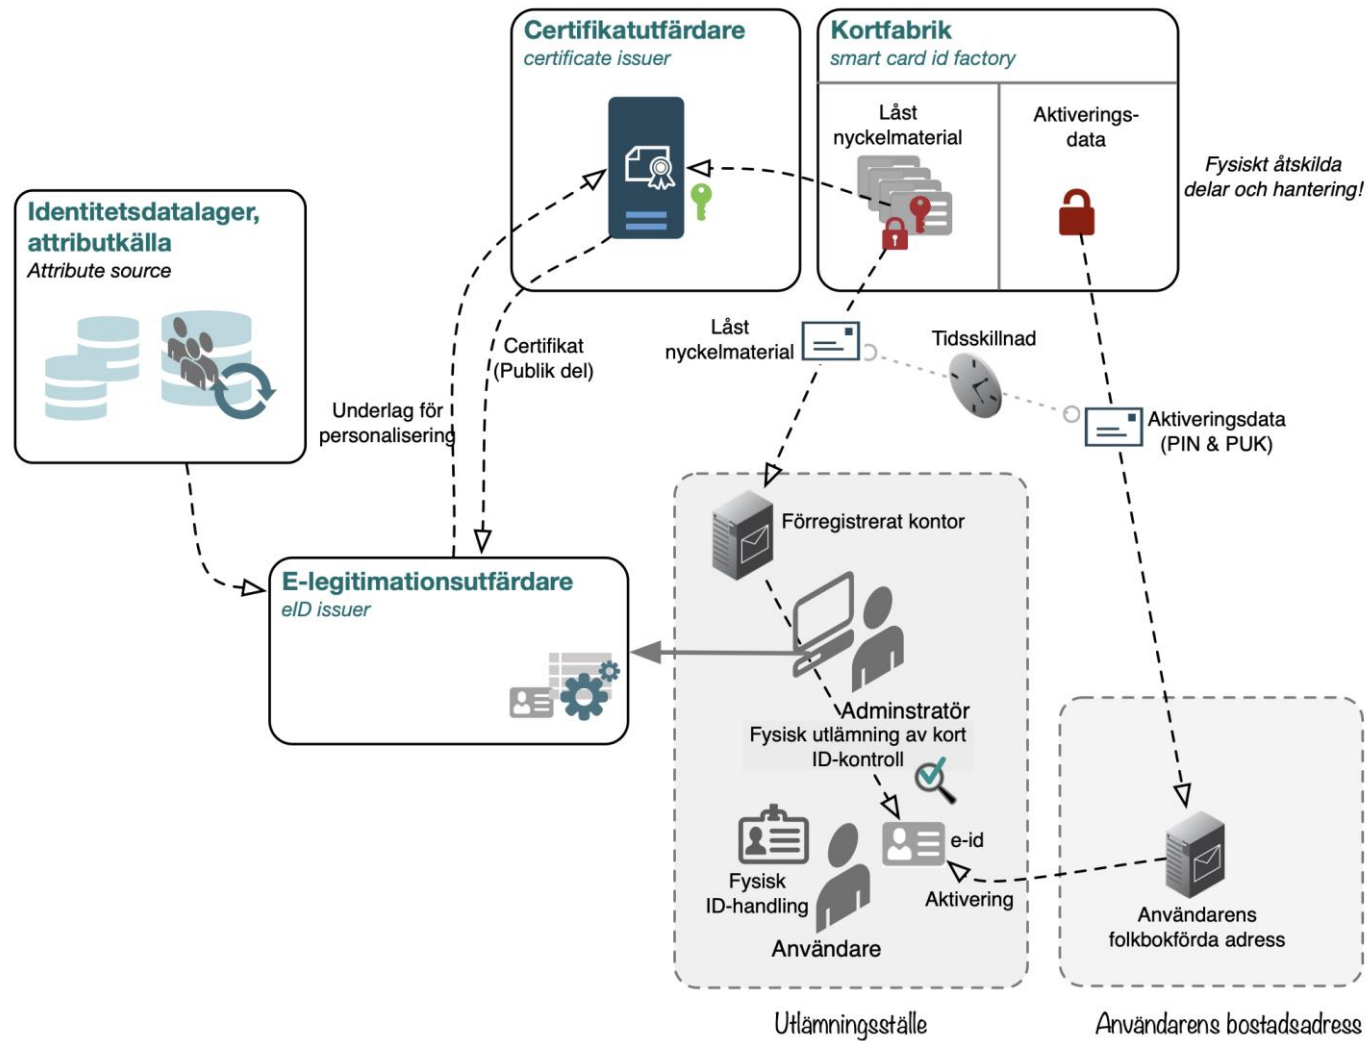 Certifikatutfärdare
certificate issuer
Kortfabrik
smart card id factory
Låst
nyckelmaterial
Aktiverings-
data
Fysiskt åtskilda
delar och hantering!
Identitetsdatalager,
attributkälla
Attribute source
Låst
nyckelmaterial
Tidsskillnad
Certifikat
(Publik del)
Underlag för
personalisering
Aktiveringsdata
(PIN & PUK)
Förregistrerat kontor
E-legitimationsutfärdare
eID issuer
Adminstratör
Fysisk utlämning av kort
ID-kontroll
e-id
Fysisk
ID-handling
Aktivering
Användare
Användarens
folkbokförda adress
Utlämningsställe
Användarens bostadsadress